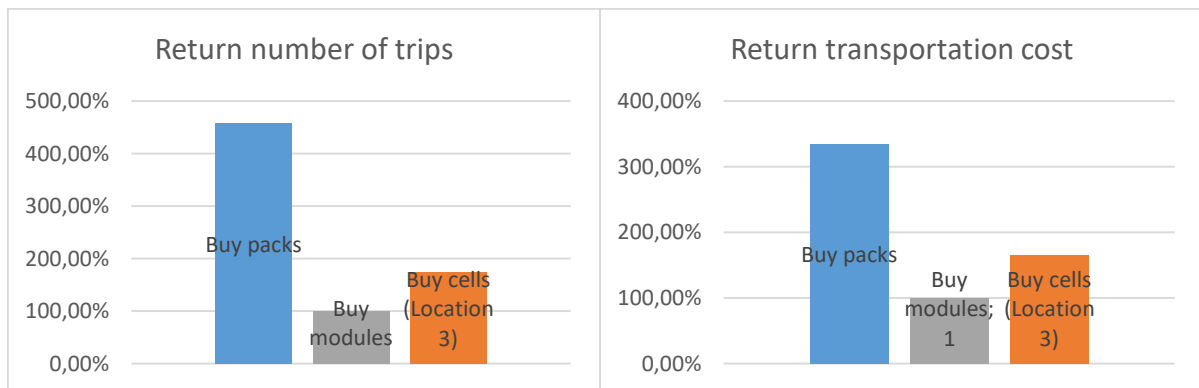 Return number of trips
500,00%
400,00%
300,00%
200,00%
100,00%
0,00%
Buy packs
Buy
modules
Buy cells
(Location
3)
Return transportation cost
400,00%
300,00%
200,00%
100,00%
0,00%
Buy packs
Buy
modules;
1
Buy cells
(Location
3)